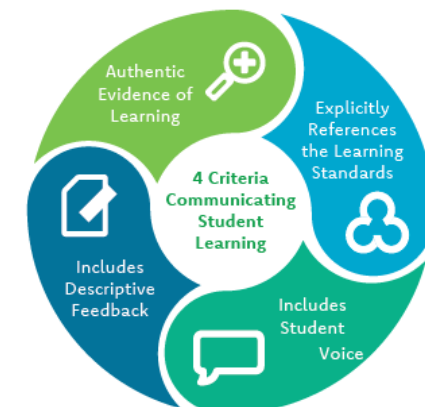 Authentic
Evidence of
Learning
Explicitly
References
the Learning
Standards
4 Criteria
Communicating
Student
Learning
Includes
Descriptive
Feedback
Includes
Student
Voice